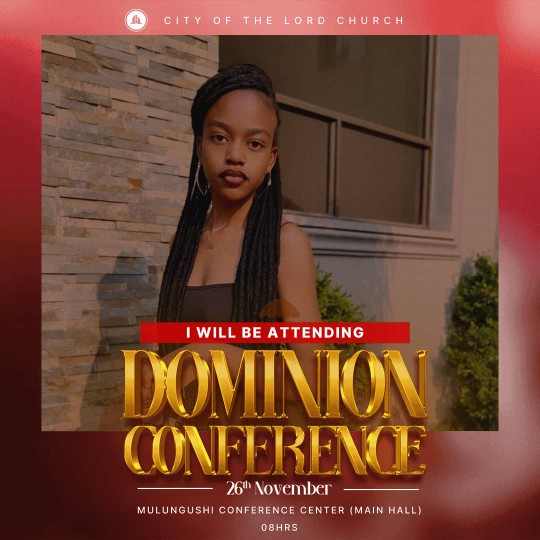 CITY OF THE LORD CHURCH
I WILL BE ATTENDING
DOMINION
CONFERENCE
26th November
MULUNGUSHI CONFERENCE CENTER (MAIN HALL)
08HRS